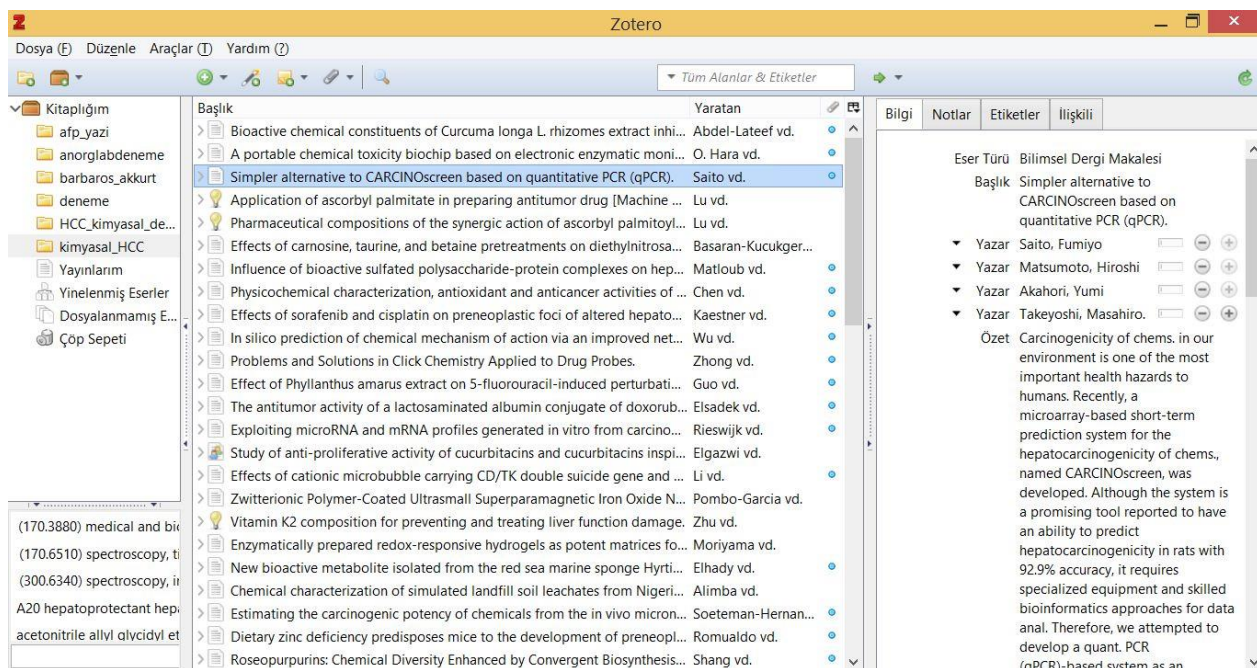 Zotero
Dosya (F) Düzenle Araçlar (T) Yardım (?)
Tüm Alanlar & Etiketler
Kitaplığım
afp_yazi
anorglabdeneme
barbaros_akkurt
deneme
HCC_kimyasal_de...
kimyasal_HCC
Yayınlarım
Yinelenmiş Eserler
Dosyalanmamış E...
Çöp Sepeti
(170.3880) medical and bio
(170.6510) spectroscopy, ti
(300.6340) spectroscopy, in
A20 hepatoprotectant hepa
acetonitrile allyl glycidyl et
Başlık Yaratan
Bioactive chemical constituents of Curcuma longa L. rhizomes extract inhi... Abdel-Lateef vd.
A portable chemical toxicity biochip based on electronic enzymatic moni... O. Hara vd.
Simpler alternative to CARCINOscreen based on quantitative PCR (qPCR). Saito vd.
Application of ascorbyl palmitate in preparing antitumor drug [Machine ... Lu vd.
Pharmaceutical compositions of the synergic action of ascorbyl palmitoyl... Lu vd.
Effects of carnosine, taurine, and betaine pretreatments on diethylnitrosa... Basaran-Kucukger...
Influence of bioactive sulfated polysaccharide-protein complexes on hep... Matloub vd.
Physicochemical characterization, antioxidant and anticancer activities of ... Chen vd.
Effects of sorafenib and cisplatin on preneoplastic foci of altered hepato... Kaestner vd.
In silico prediction of chemical mechanism of action via an improved net... Wu vd.
Problems and Solutions in Click Chemistry Applied to Drug Probes. Zhong vd.
Effect of Phyllanthus amarus extract on 5-fluorouracil-induced perturbati... Guo vd.
The antitumor activity of a lactosaminated albumin conjugate of doxorub... Elsadek vd.
Exploiting microRNA and mRNA profiles generated in vitro from carcino... Rieswijk vd.
Study of anti-proliferative activity of cucurbitacins and cucurbitacins inspi... Elgazwi vd.
Effects of cationic microbubble carrying CD/TK double suicide gene and ... Li vd.
Zwitterionic Polymer-Coated Ultrasmall Superparamagnetic Iron Oxide N... Pombo-Garcia vd.
Vitamin K2 composition for preventing and treating liver function damage. Zhu vd.
Enzymatically prepared redox-responsive hydrogels as potent matrices fo... Moriyama vd.
New bioactive metabolite isolated from the red sea marine sponge Hyrti... Elhady vd.
Chemical characterization of simulated landfill soil leachates from Nigeri... Alimba vd.
Estimating the carcinogenic potency of chemicals from the in vivo micron... Soeteman-Hernan...
Dietary zinc deficiency predisposes mice to the development of preneopl... Romualdo vd.
Roseopurpurins: Chemical Diversity Enhanced by Convergent Biosynthesis... Shang vd.
Bilgi Notlar Etiketler İlişkili
Eser Türü Bilimsel Dergi Makalesi
Başlık Simpler alternative to
CARCINOscreen based on
quantitative PCR (qPCR).
Yazar Saito, Fumiyo
Yazar Matsumoto, Hiroshi
Yazar Akahori, Yumi
Yazar Takeyoshi, Masahiro.
Özet Carcinogenicity of chems. in our
environment is one of the most
important health hazards to
humans. Recently, a
microarray-based short-term
prediction system for the
hepatocarcinogenicity of chems.,
named CARCINOscreen, was
developed. Although the system is
a promising tool reported to have
an ability to predict
hepatocarcinogenicity in rats with
92.9% accuracy, it requires
specialized equipment and skilled
bioinformatics approaches for data
anal. Therefore, we attempted to
develop a quant. PCR
(qPCR)-based system as an